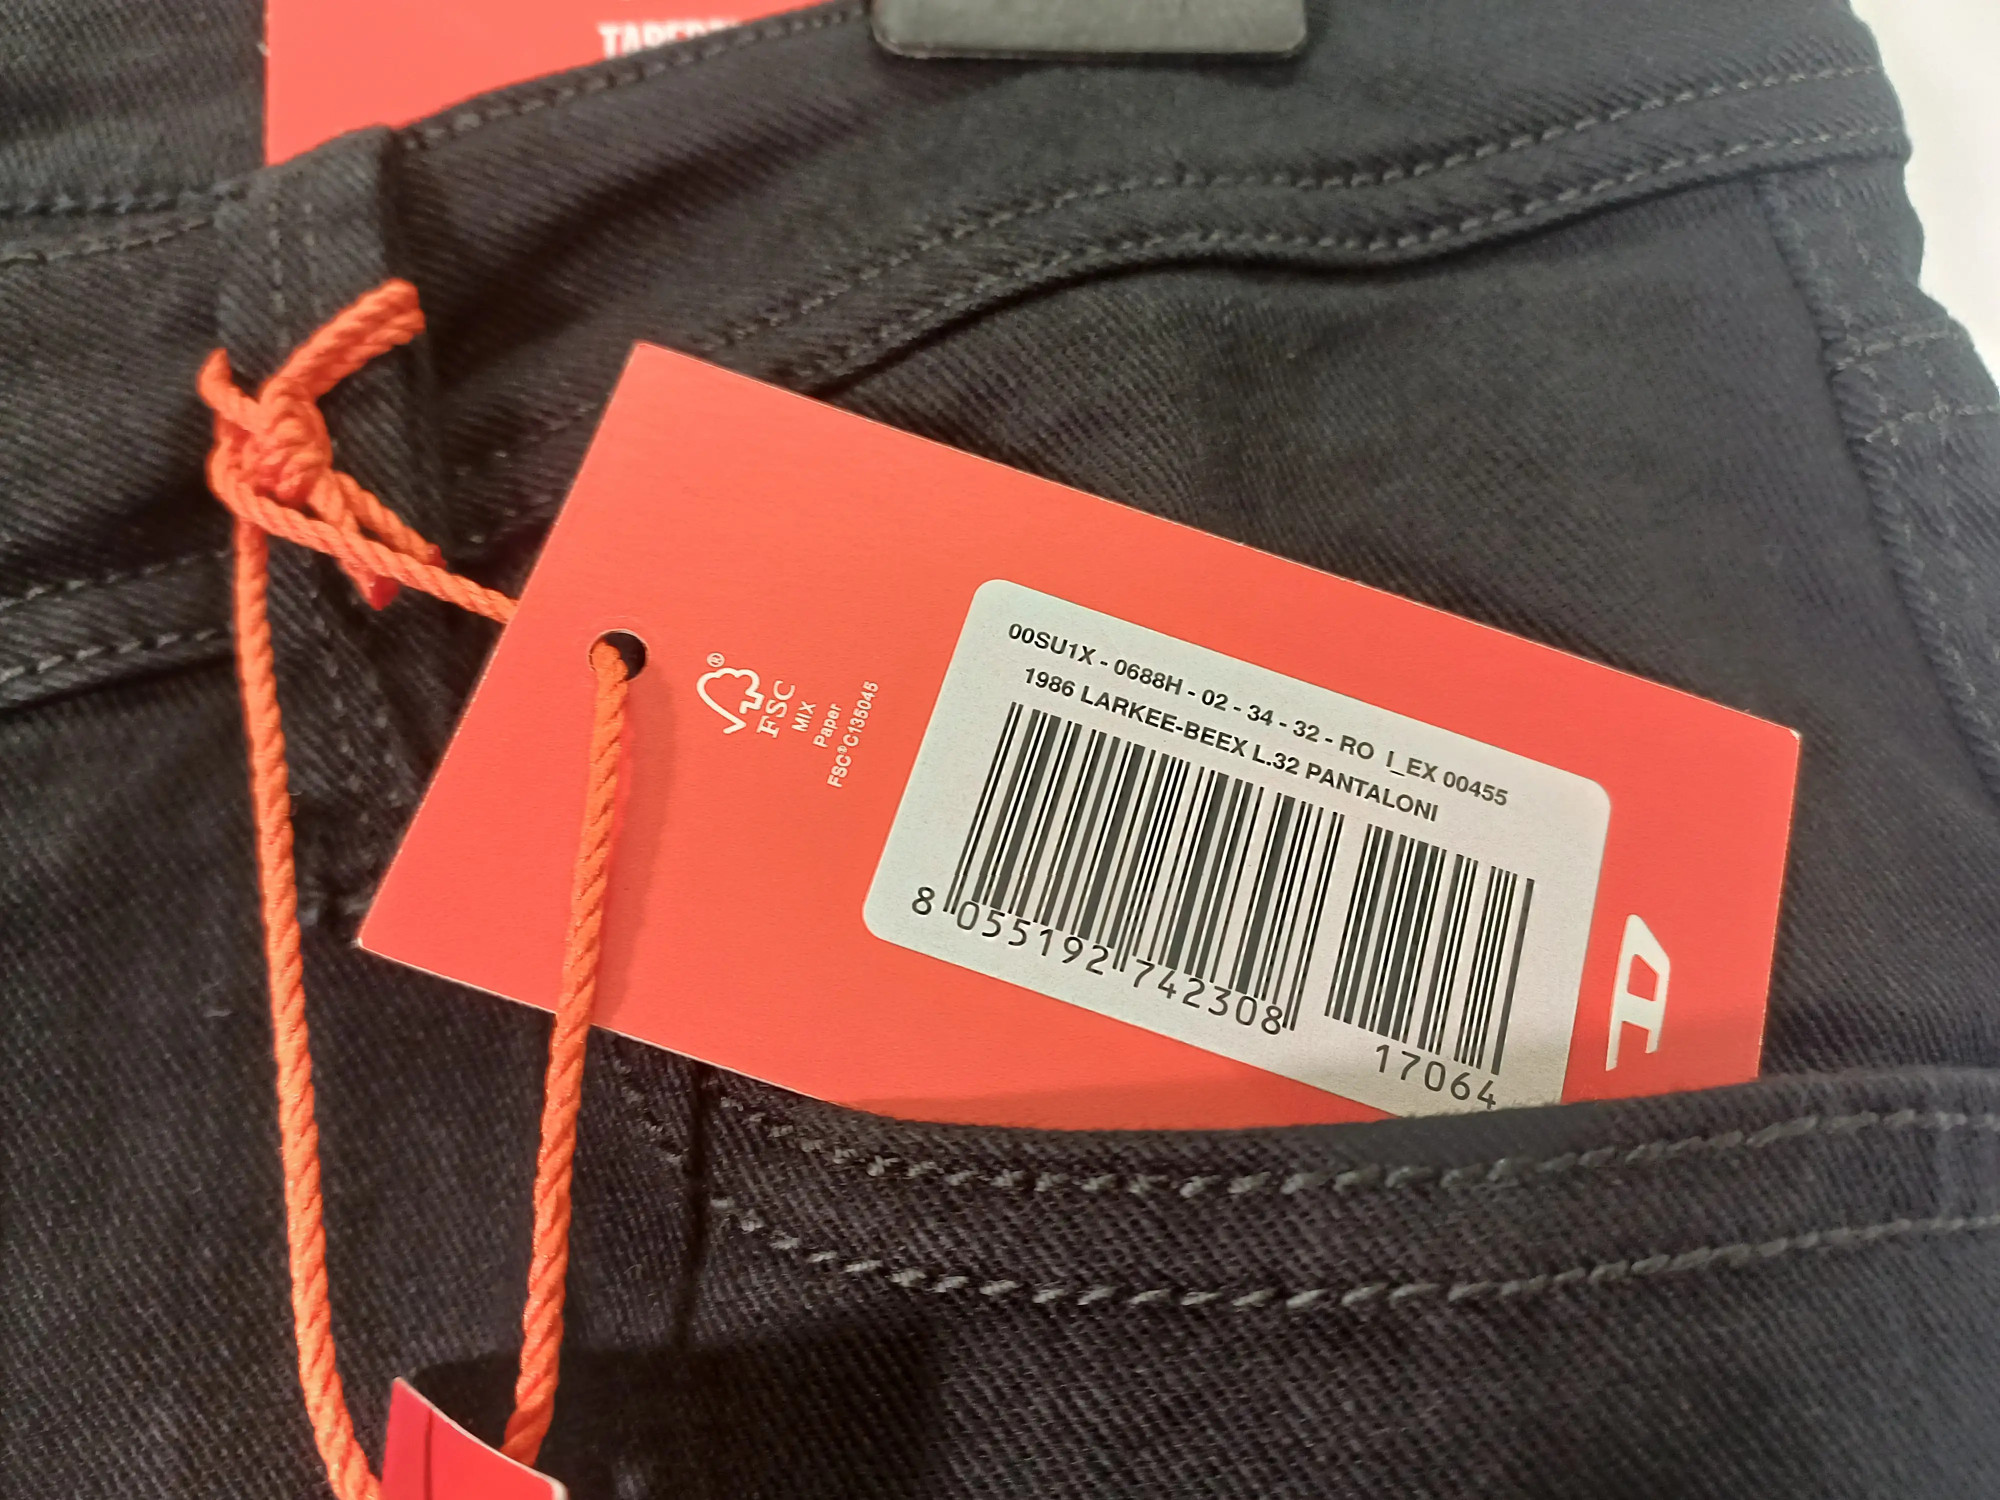 00SU1X - 0688H - 02 - 34 - 32 - RO I_EX 00455
1986 LARKEE-BEEX L.32 PANTALONI
8 055192 742308
17064
®
FSC
MIX
Paper
FSC®C135045
D